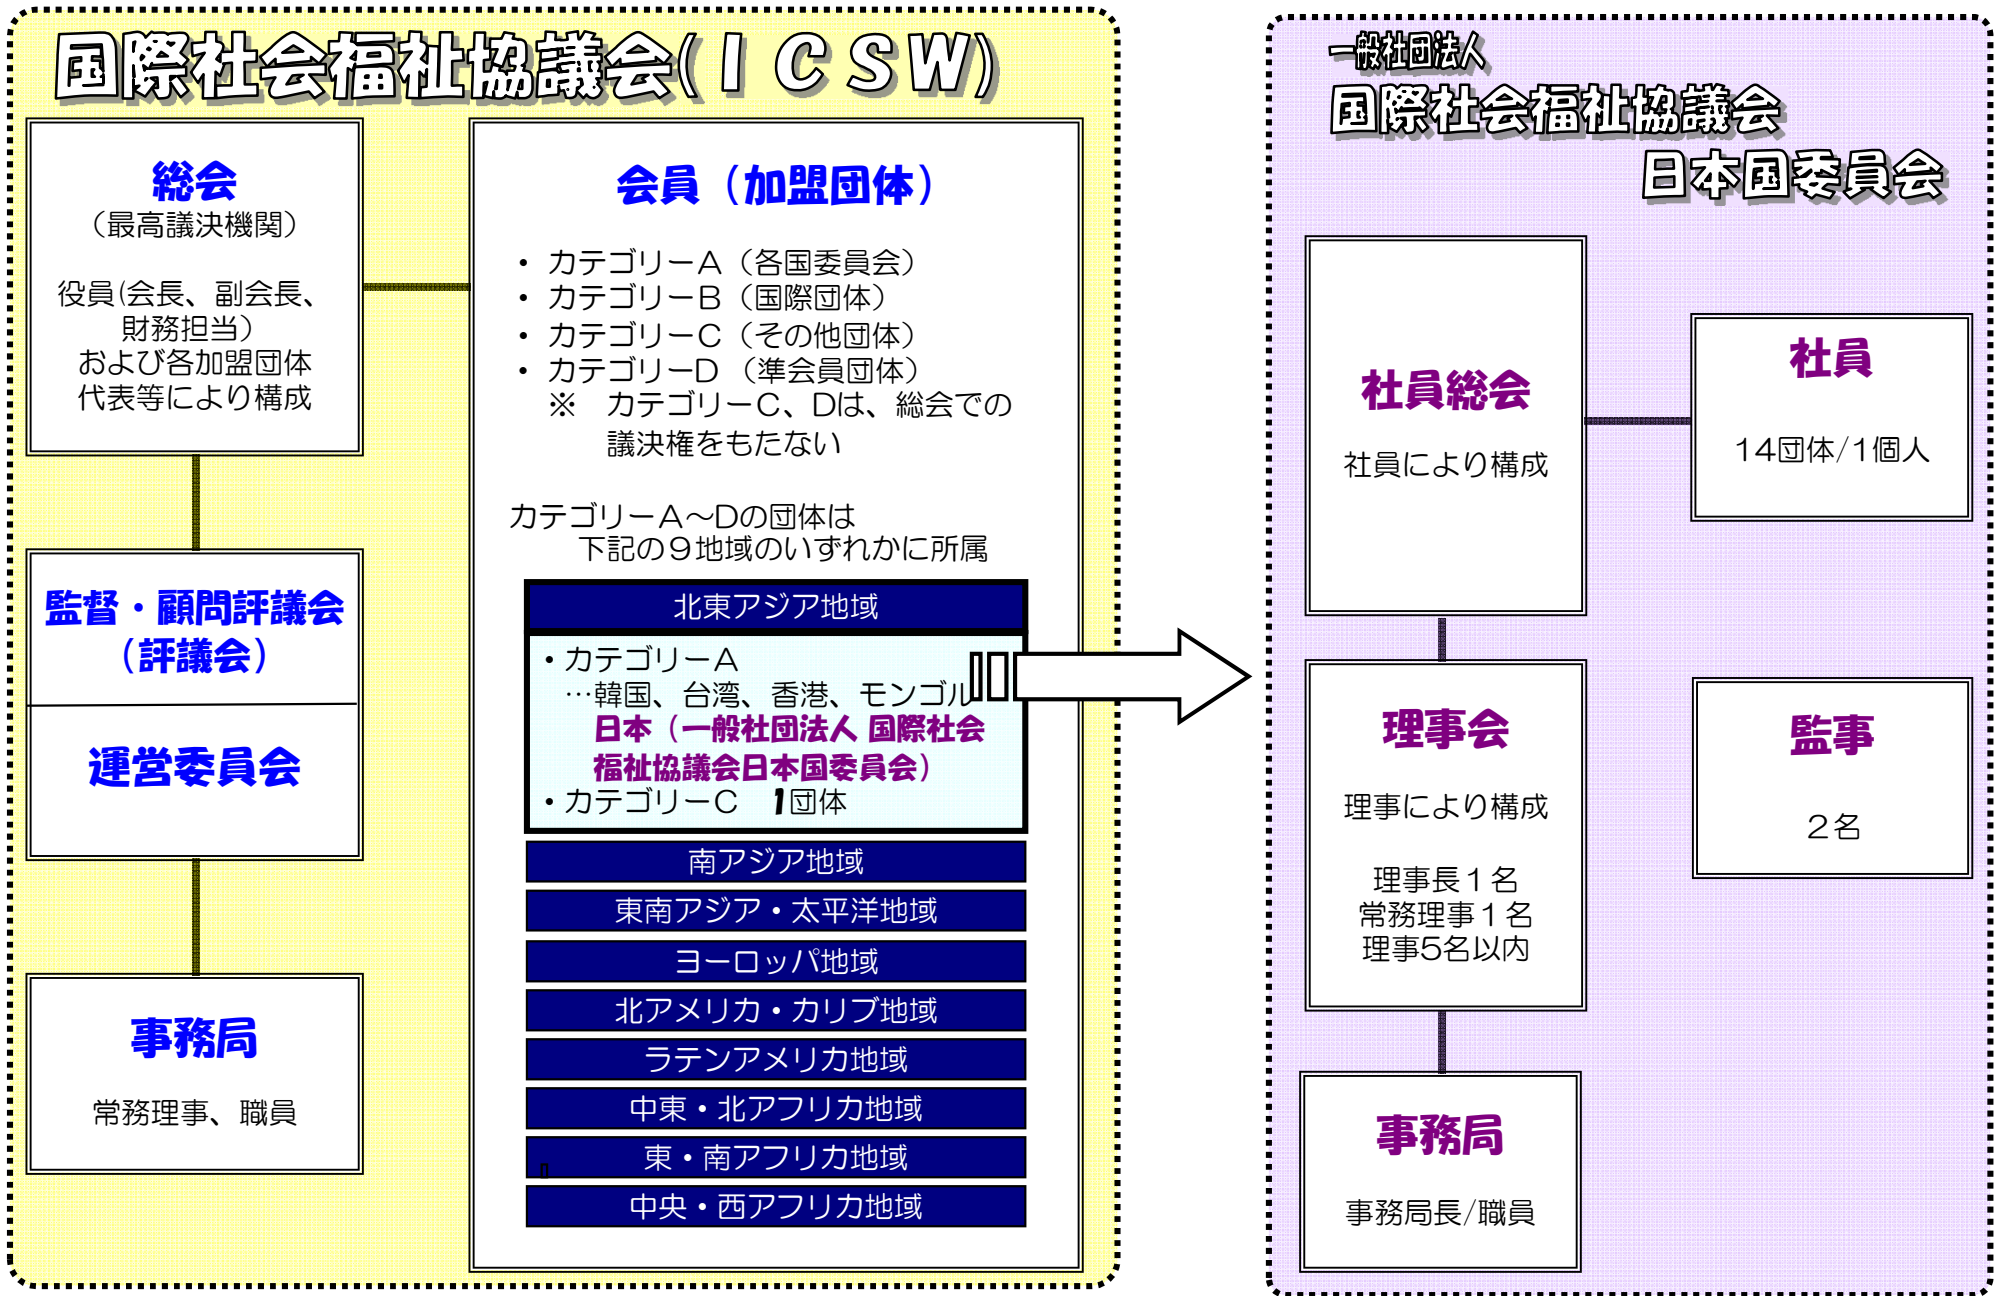 国際社会福祉協議会(ＩＣＳＷ)
総会
（最高議決機関）
役員(会長、副会長、
財務担当）
および各加盟団体
代表等により構成
監督・顧問評議会
（評議会）
運営委員会
事務局
常務理事、職員
会員（加盟団体）
・ カテゴリーＡ（各国委員会）
・ カテゴリーＢ（国際団体）
・ カテゴリーＣ（その他団体）
・ カテゴリーD （準会員団体）
※　カテゴリーＣ、Dは、総会での
議決権をもたない
カテゴリーＡ～Dの団体は
下記の９地域のいずれかに所属
北東アジア地域
・カテゴリーＡ
…韓国、台湾、香港、モンゴル
日本（一般社団法人 国際社会
福祉協議会日本国委員会）
・カテゴリーＣ　1団体
南アジア地域
東南アジア・太平洋地域
ヨーロッパ地域
北アメリカ・カリブ地域
ラテンアメリカ地域
中東・北アフリカ地域
東・南アフリカ地域
中央・西アフリカ地域
一般社団法人
国際社会福祉協議会
日本国委員会
社員総会
社員により構成
社員
14団体/1個人
理事会
理事により構成
理事長１名
常務理事１名
理事5名以内
監事
２名
事務局
事務局長/職員